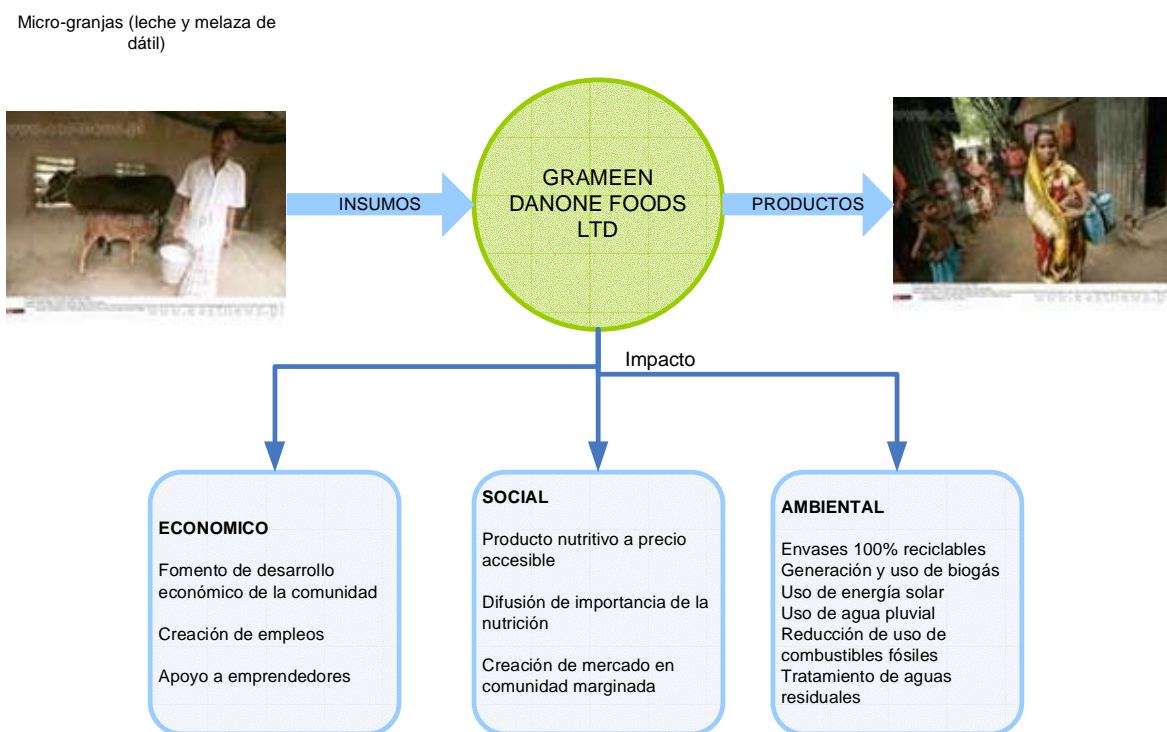 Micro-granjas (leche y melaza de
dátil)
INSUMOS
GRAMEEN
DANONE FOODS
LTD
PRODUCTOS
Impacto
ECONOMICO
Fomento de desarrollo
económico de la comunidad
Creación de empleos
Apoyo a emprendedores
SOCIAL
Producto nutritivo a precio
accesible
Difusión de importancia de la
nutrición
Creación de mercado en
comunidad marginada
AMBIENTAL
Envases 100% reciclables
Generación y uso de biogás
Uso de energía solar
Uso de agua pluvial
Reducción de uso de
combustibles fósiles
Tratamiento de aguas
residuales